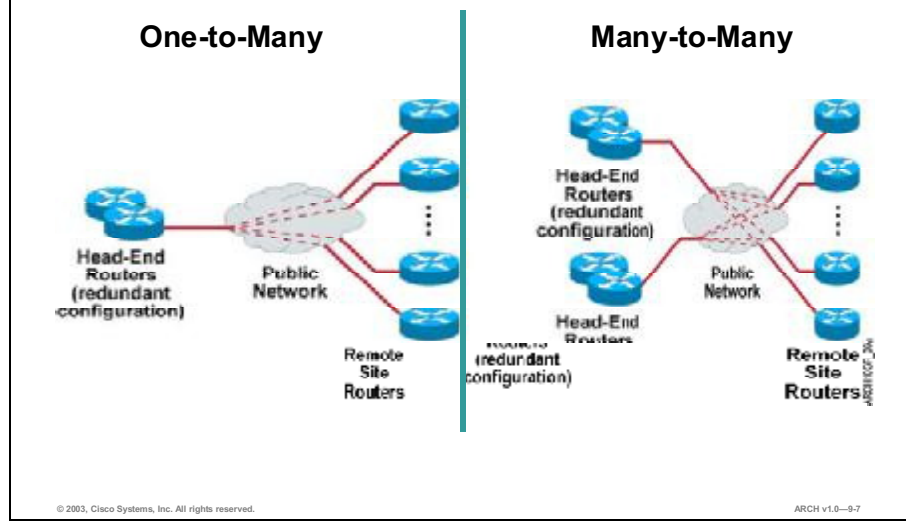 One-to-Many
Head-End
Routers
(redundant
configuration)
Public
Network
Remote
Site
Routers
Many-to-Many
Head-End
Routers
(redundant
configuration)
Public
Network
Head-End
Routers
(redundant
configuration)
Remote
Site
Routers
© 2003, Cisco Systems, Inc. All rights reserved.
ARCH v1.0—9-7